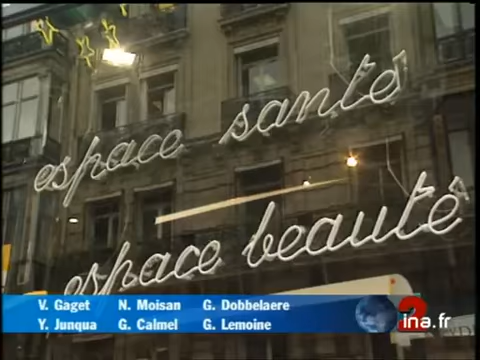 espace santé
espace beauté
V. Gaget N. Moisan G. Dobbelaere
Y. Junqua G. Calmel G. Lemoine
2
ina.fr